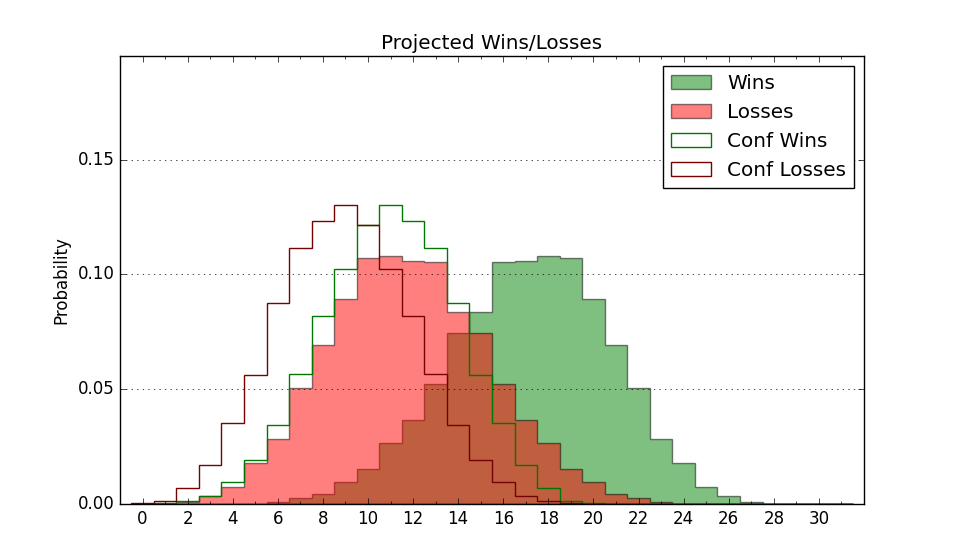 Projected Wins/Losses
Wins
Losses
Conf Wins
Conf Losses
Probability
0.15
0.10
0.05
0.00
0 2 4 6 8 10 12 14 16 18 20 22 24 26 28 30